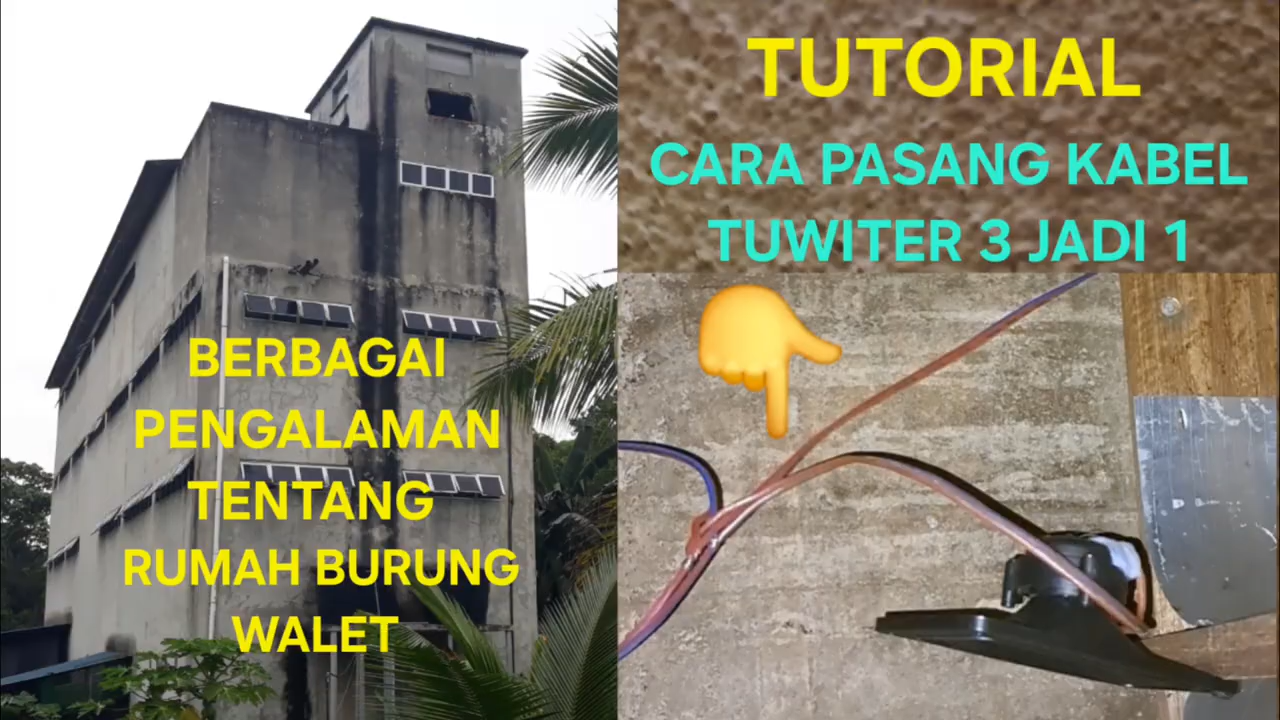 BERBAGAI
PENGALAMAN
TENTANG
RUMAH BURUNG
WALET
TUTORIAL
CARA PASANG KABEL
TUWITER 3 JADI 1